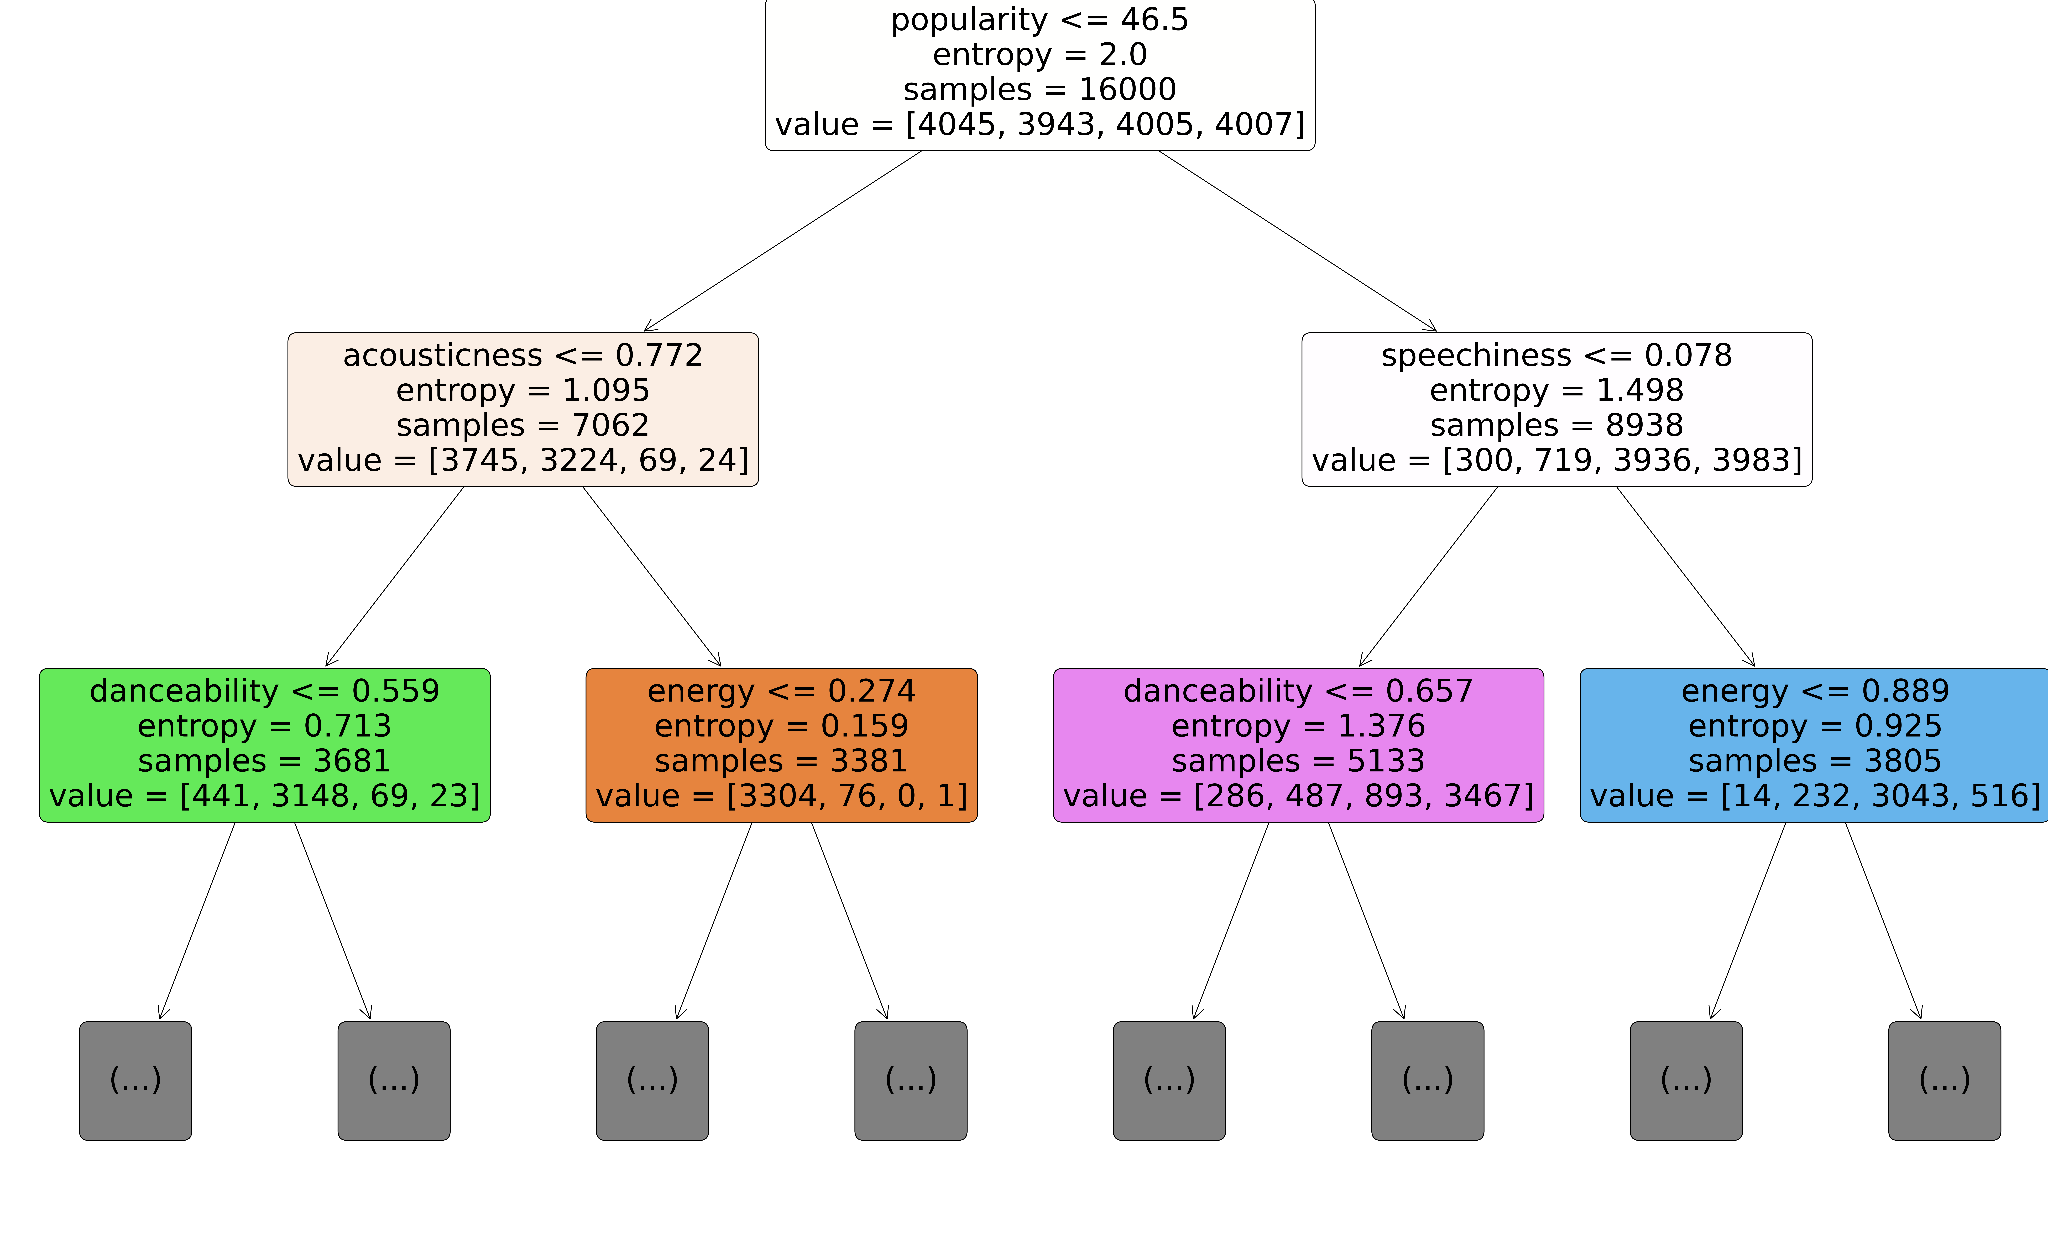 popularity <= 46.5
entropy = 2.0
samples = 16000
value = [4045, 3943, 4005, 4007]
acousticness <= 0.772
entropy = 1.095
samples = 7062
value = [3745, 3224, 69, 24]
speechiness <= 0.078
entropy = 1.498
samples = 8938
value = [300, 719, 3936, 3983]
danceability <= 0.559
entropy = 0.713
samples = 3681
value = [441, 3148, 69, 23]
energy <= 0.274
entropy = 0.159
samples = 3381
value = [3304, 76, 0, 1]
danceability <= 0.657
entropy = 1.376
samples = 5133
value = [286, 487, 893, 3467]
energy <= 0.889
entropy = 0.925
samples = 3805
value = [14, 232, 3043, 516]
(...)
(...)
(...)
(...)
(...)
(...)
(...)
(...)